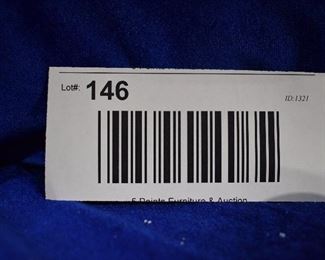 Lot#: 146
ID:1321
5 Points Furniture & Auction